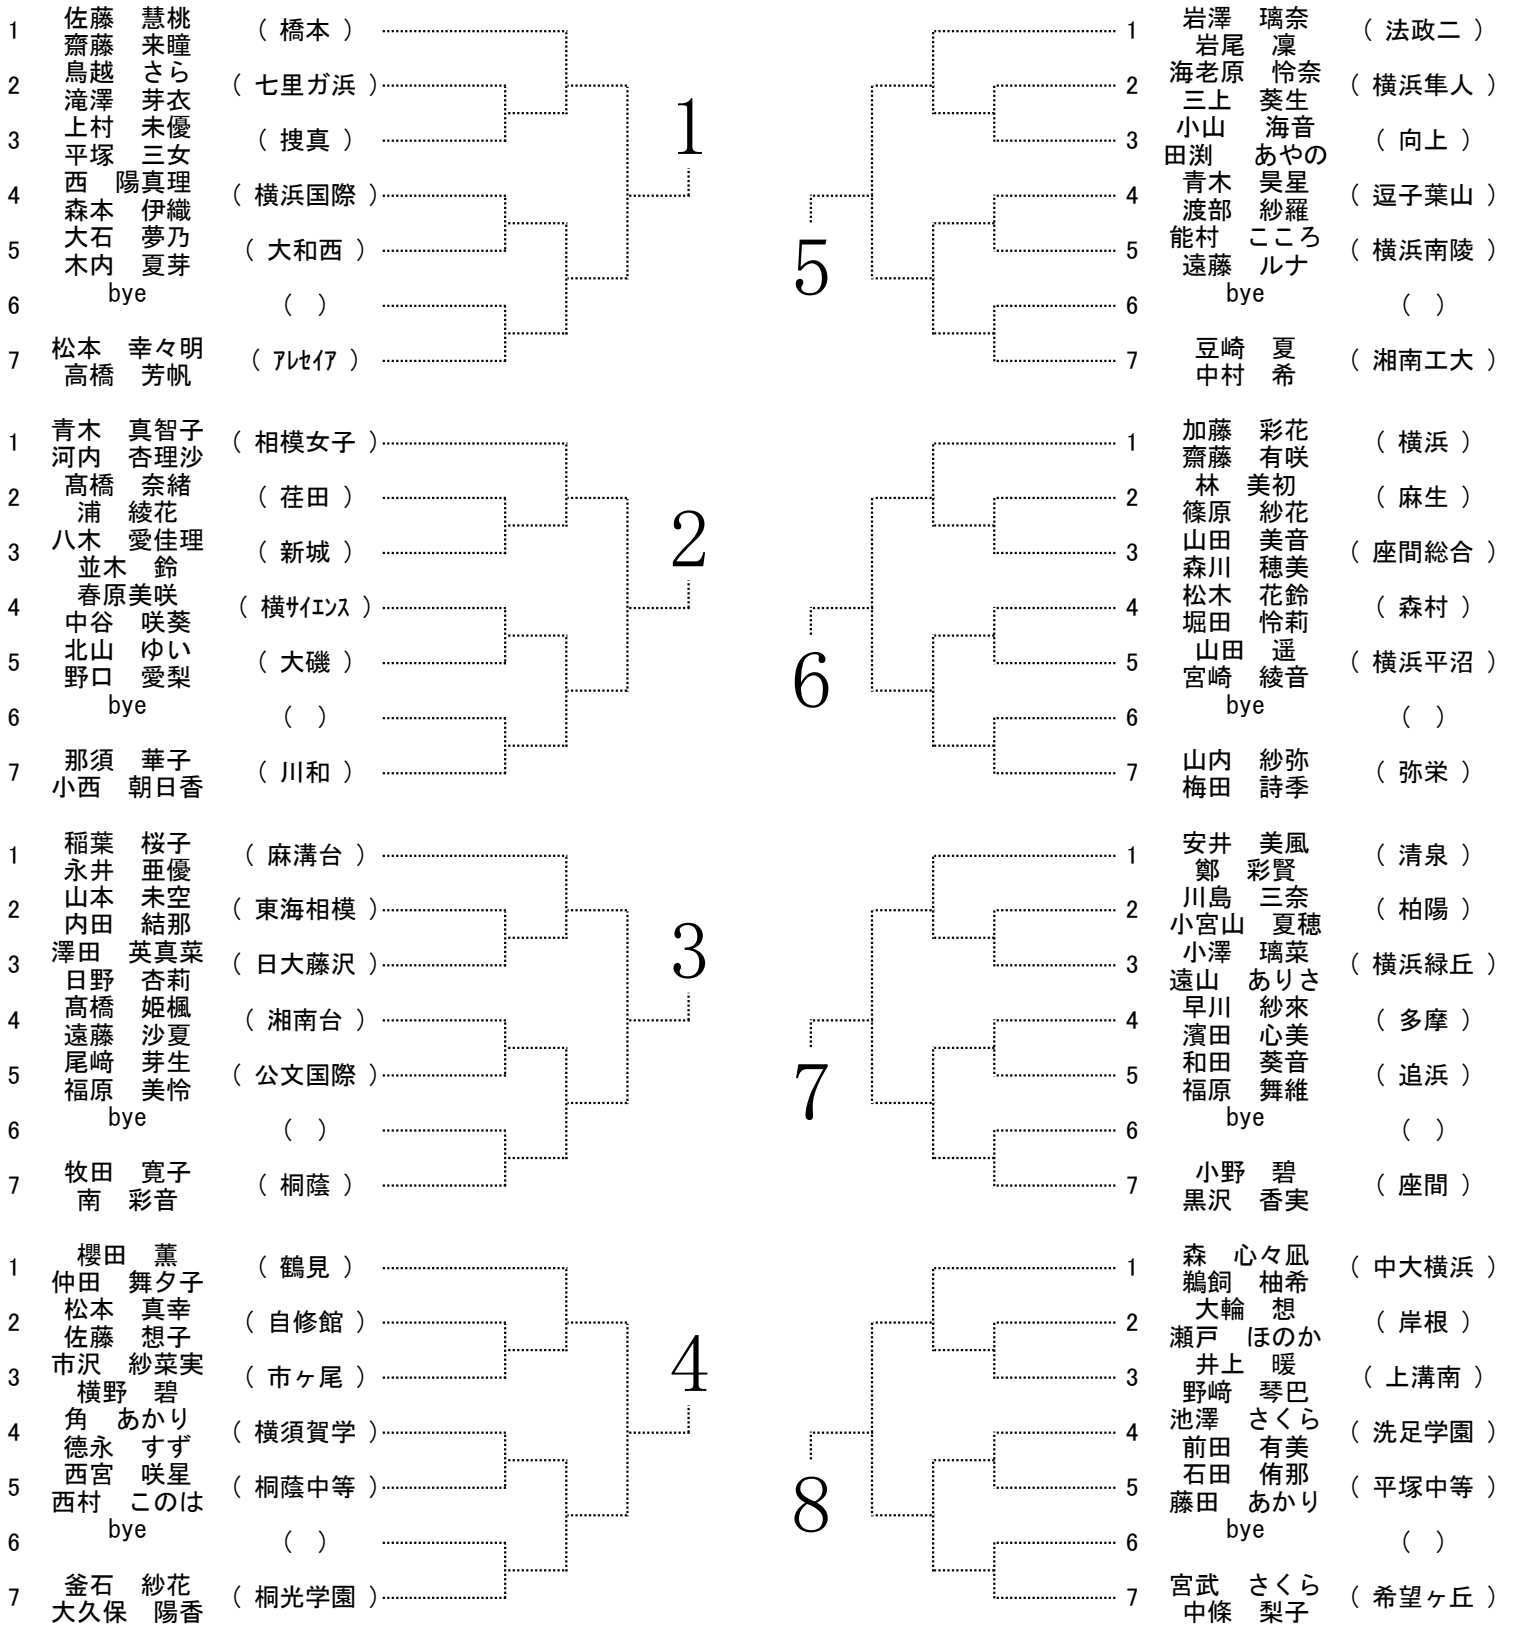 1 佐藤　慧桃
齋藤　来瞳 （ 橋本 ）
2 鳥越　さら
滝澤　芽衣 （ 七里ガ浜 ）
3 上村　未優
平塚　三女 （ 捜真 ）
4 西　陽真理
森本　伊織 （ 横浜国際 ）
5 大石　夢乃
木内　夏芽 （ 大和西 ）
6 bye （　）
7 松本　幸々明
高橋　芳帆 （ ｱﾚｾｲｱ ）
1
1 青木　真智子
河内　杏理沙 （ 相模女子 ）
2 髙橋　奈緒
浦　綾花 （ 荏田 ）
3 八木　愛佳理
並木　鈴 （ 新城 ）
4 春原美咲
中谷　咲葵 （ 横ｻｲｴﾝｽ ）
5 北山　ゆい
野口　愛梨 （ 大磯 ）
6 bye （　）
7 那須　華子
小西　朝日香 （ 川和 ）
2
1 稲葉　桜子
永井　亜優 （ 麻溝台 ）
2 山本　未空
内田　結那 （ 東海相模 ）
3 澤田　英真菜
日野　杏莉 （ 日大藤沢 ）
4 髙橋　姫楓
遠藤　沙夏 （ 湘南台 ）
5 尾﨑　芽生
福原　美怜 （ 公文国際 ）
6 bye （　）
7 牧田　寛子
南　彩音 （ 桐蔭 ）
3
1 櫻田　薫
仲田　舞夕子 （ 鶴見 ）
2 松本　真幸
佐藤　想子 （ 自修館 ）
3 市沢　紗菜実
横野　碧 （ 市ヶ尾 ）
4 角　あかり
德永　すず （ 横須賀学 ）
5 西宮　咲星
西村　このは （ 桐蔭中等 ）
6 bye （　）
7 釜石　紗花
大久保　陽香 （ 桐光学園 ）
4
1 岩澤　璃奈
岩尾　凜 （ 法政二 ）
2 海老原　怜奈
三上　葵生 （ 横浜隼人 ）
3 小山　海音
田渕　あやの （ 向上 ）
4 青木　昊星
渡部　紗羅 （ 逗子葉山 ）
5 能村　こころ
遠藤　ルナ （ 横浜南陵 ）
6 bye （　）
7 豆崎　夏
中村　希 （ 湘南工大 ）
5
1 加藤　彩花
齋藤　有咲 （ 横浜 ）
2 林　美初
篠原　紗花 （ 麻生 ）
3 山田　美音
森川　穂美 （ 座間総合 ）
4 松木　花鈴
堀田　怜莉 （ 森村 ）
5 山田　遥
宮崎　綾音 （ 横浜平沼 ）
6 bye （　）
7 山内　紗弥
梅田　詩季 （ 弥栄 ）
6
1 安井　美風
鄭　彩賢 （ 清泉 ）
2 川島　三奈
小宮山　夏穂 （ 柏陽 ）
3 小澤　璃菜
遠山　ありさ （ 横浜緑丘 ）
4 早川　紗來
濱田　心美 （ 多摩 ）
5 和田　葵音
福原　舞維 （ 追浜 ）
6 bye （　）
7 小野　碧
黒沢　香実 （ 座間 ）
7
1 森　心々凪
鵜飼　柚希 （ 中大横浜 ）
2 大輪　想
瀬戸　ほのか （ 岸根 ）
3 井上　暖
野﨑　琴巴 （ 上溝南 ）
4 池澤　さくら
前田　有美 （ 洗足学園 ）
5 石田　侑那
藤田　あかり （ 平塚中等 ）
6 bye （　）
7 宮武　さくら
中條　梨子 （ 希望ヶ丘 ）
8